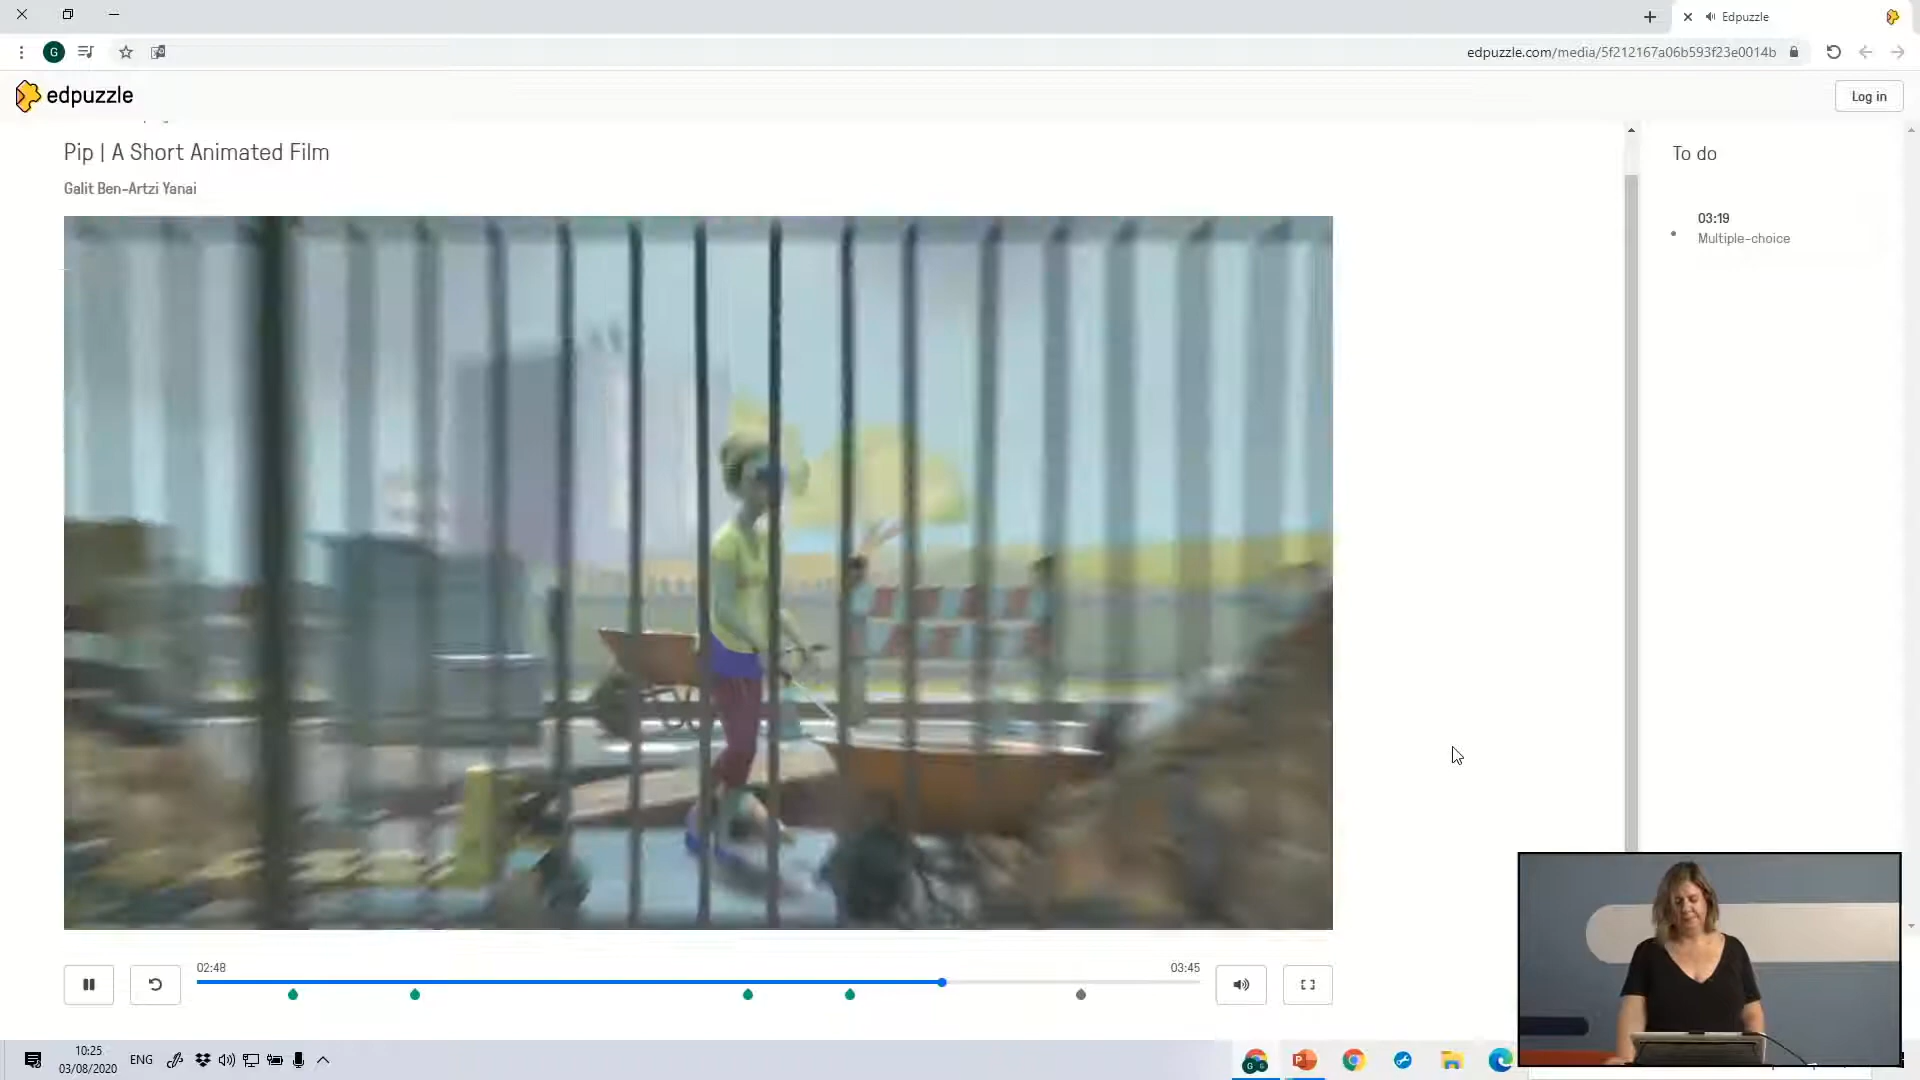 Edpuzzle
G
edpuzzle.com/media/5f212167a06b593f23e0014b
edpuzzle
Log in
Pip | A Short Animated Film
Galit Ben-Artzi Yanai
To do
03:19
Multiple-choice
02:48
03:45
10:25
ENG
03/08/2020